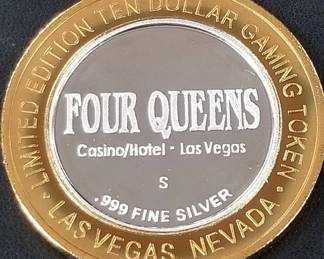 LIMITED EDITION TEN DOLLAR GAMING TOKEN
FOUR QUEENS
Casino/Hotel · Las Vegas
S
.999 FINE SILVER
• LAS VEGAS, NEVADA •